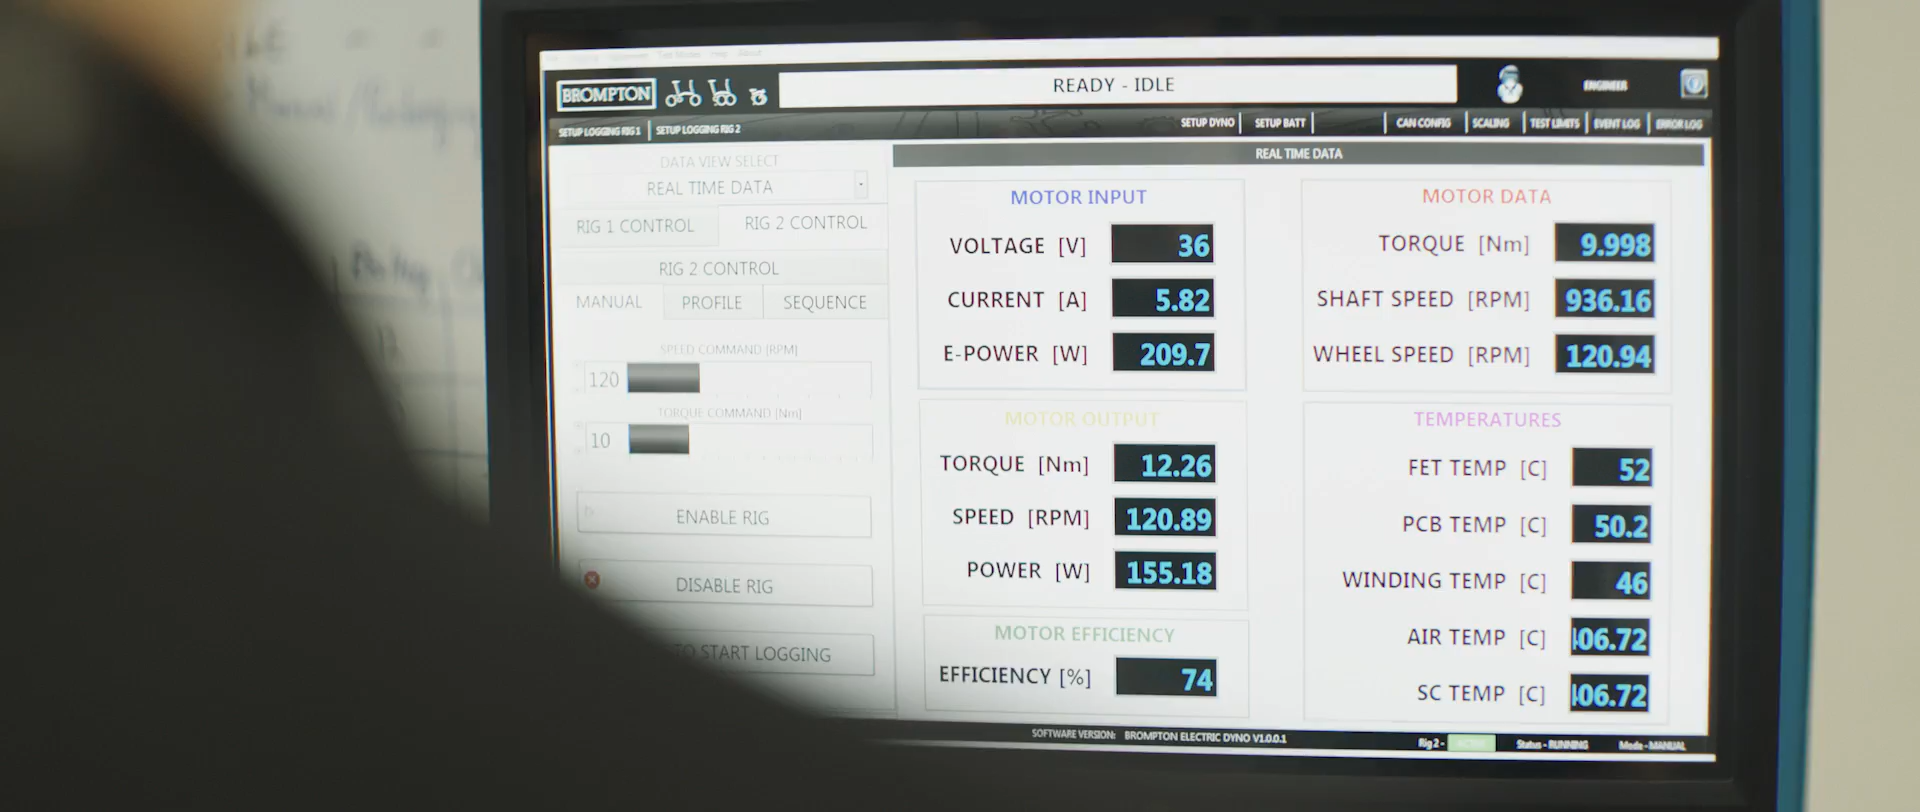 BROMPTON
READY - IDLE
ENGINEER
SETUP LOGGING RIG 1
SETUP LOGGING RIG 2
SETUP DYNO
SETUP BATT
CAN CONFIG
SCALING
TEST LIMITS
EVENT LOG
ERROR LOG
DATA VIEW SELECT
REAL TIME DATA
RIG 1 CONTROL
RIG 2 CONTROL
RIG 2 CONTROL
MANUAL
PROFILE
SEQUENCE
SPEED COMMAND [RPM]
120
TORQUE COMMAND [Nm]
10
ENABLE RIG
DISABLE RIG
TO START LOGGING
REAL TIME DATA
MOTOR INPUT
VOLTAGE [V] 36
CURRENT [A] 5.82
E-POWER [W] 209.7
MOTOR OUTPUT
TORQUE [Nm] 12.26
SPEED [RPM] 120.89
POWER [W] 155.18
MOTOR EFFICIENCY
EFFICIENCY [%] 74
MOTOR DATA
TORQUE [Nm] 9.998
SHAFT SPEED [RPM] 936.16
WHEEL SPEED [RPM] 120.94
TEMPERATURES
FET TEMP [C] 52
PCB TEMP [C] 50.2
WINDING TEMP [C] 46
AIR TEMP [C] 06.72
SC TEMP [C] 06.72
SOFTWARE VERSION: BROMPTON ELECTRIC DYNO V1.0.0.1
Rig 2 -
Status - RUNNING
Mode - MANUAL